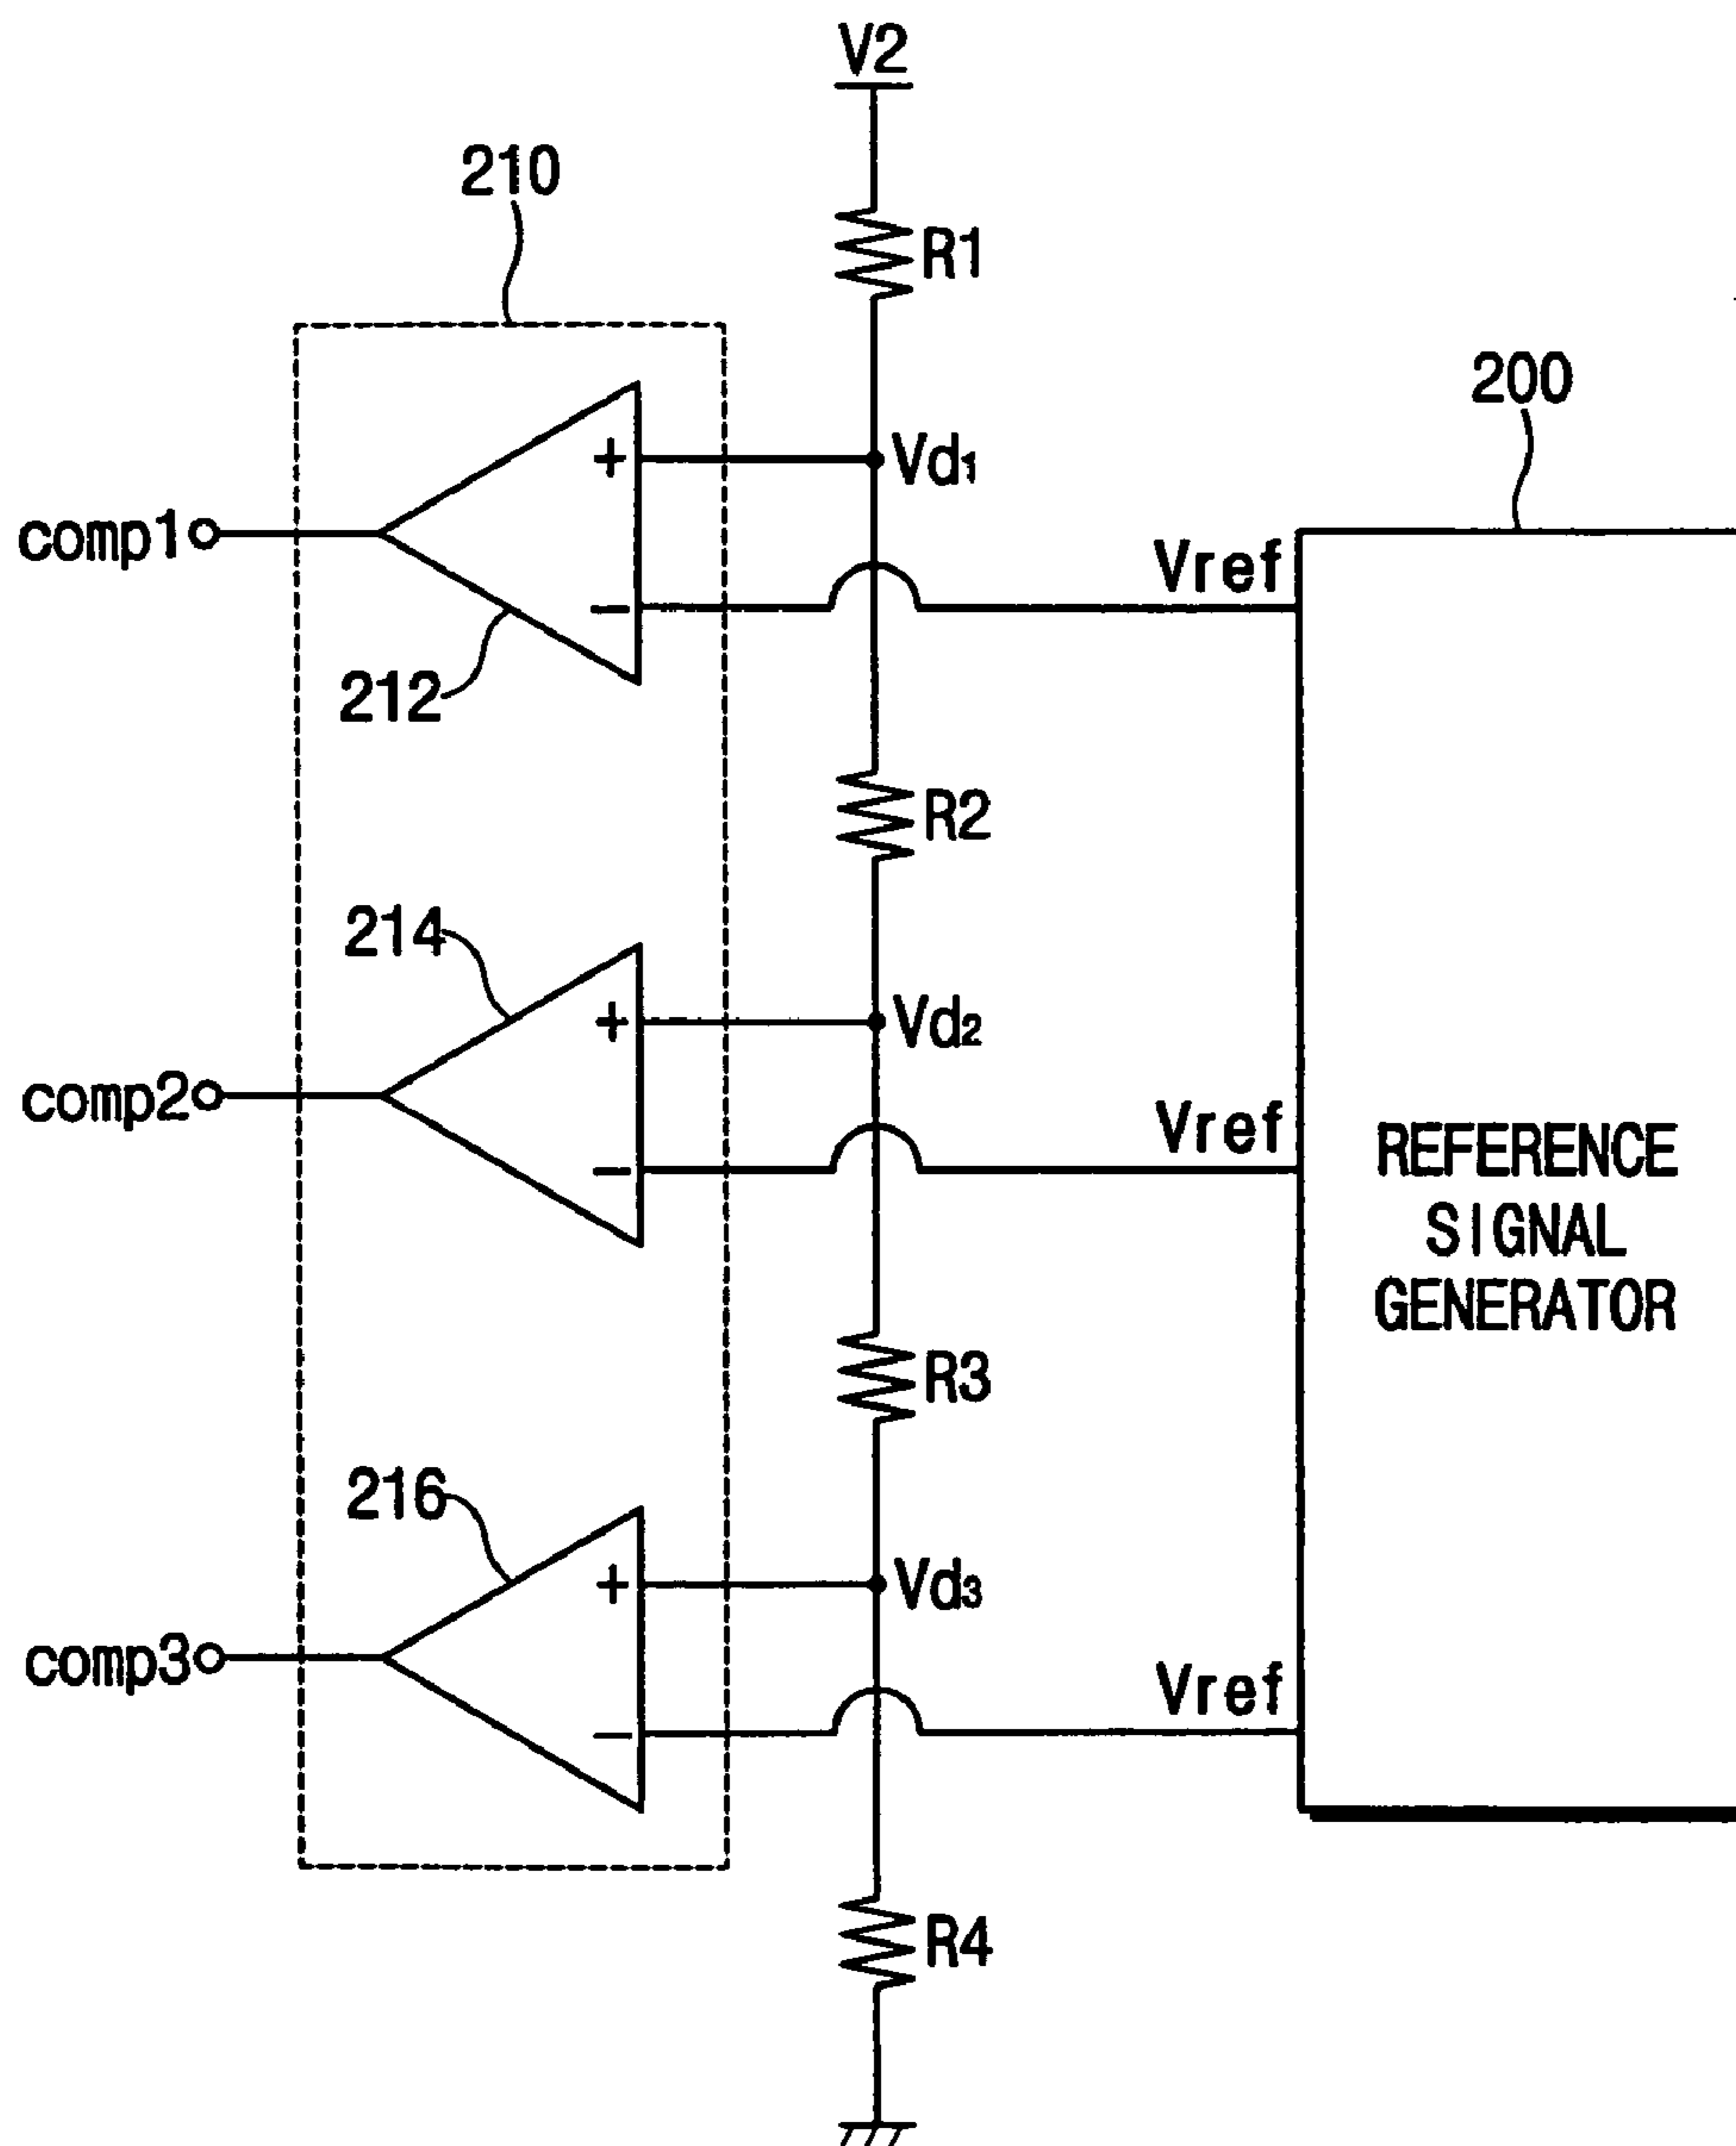 V2
210
R1
200
+
Vd1
comp1
Vref
−
212
R2
214
+
Vd2
comp2
Vref
−
REFERENCE
SIGNAL
GENERATOR
R3
216
+
Vd3
comp3
Vref
−
R4